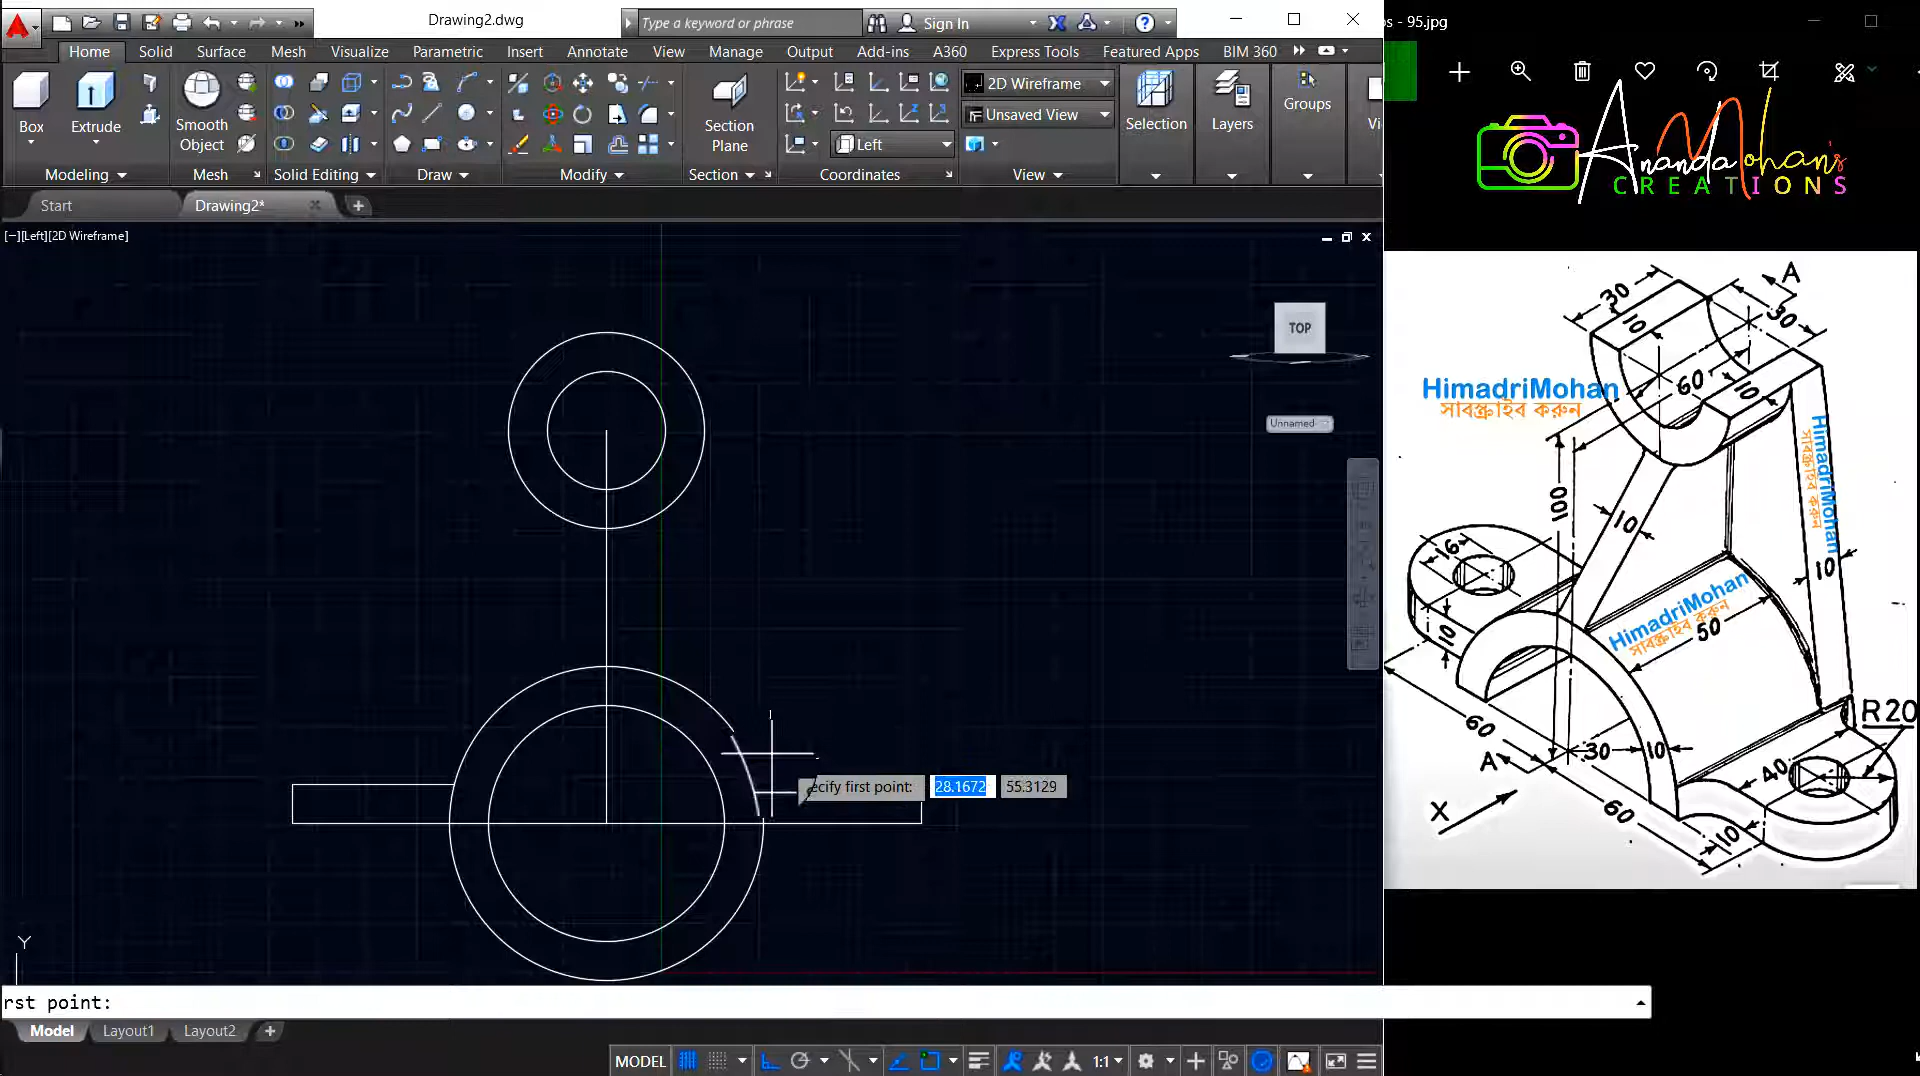 Drawing2.dwg
Type a keyword or phrase
Sign In
os - 95.jpg
Home Solid Surface Mesh Visualize Parametric Insert Annotate View Manage Output Add-ins A360 Express Tools Featured Apps BIM 360
Box
Extrude
Smooth
Object
Section
Plane
2D Wireframe
Unsaved View
Left
Selection
Layers
Groups
Modeling
Mesh
Solid Editing
Draw
Modify
Section
Coordinates
View
AnandaMohan's
CREATIONS
Start
Drawing2*
[−][Left][2D Wireframe]
TOP
Unnamed
ecify first point: 28.1672 55.3129
30
10
A
30
60
10
HimadriMohan
সাবস্ক্রাইব করুন
HimadriMohan
সাবস্ক্রাইব করুন
100
10
16
10
10
HimadriMohan
সাবস্ক্রাইব করুন
50
R20
60
A
30
10
40
X
60
10
Y
rst point:
Model Layout1 Layout2
MODEL
1:1